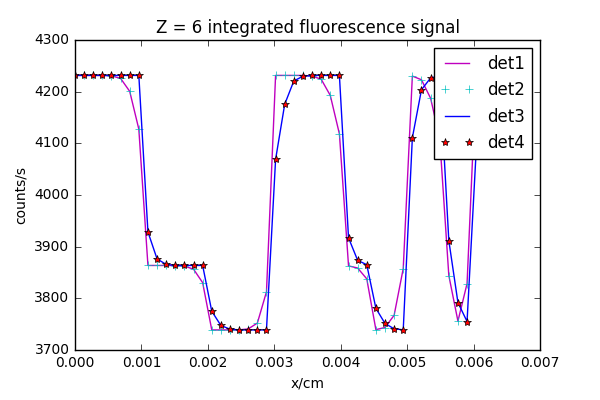 Z = 6 integrated fluorescence signal
4300
4200
4100
4000
3900
3800
3700
counts/s
det1
det2
det3
det4
0.000 0.001 0.002 0.003 0.004 0.005 0.006 0.007
x/cm